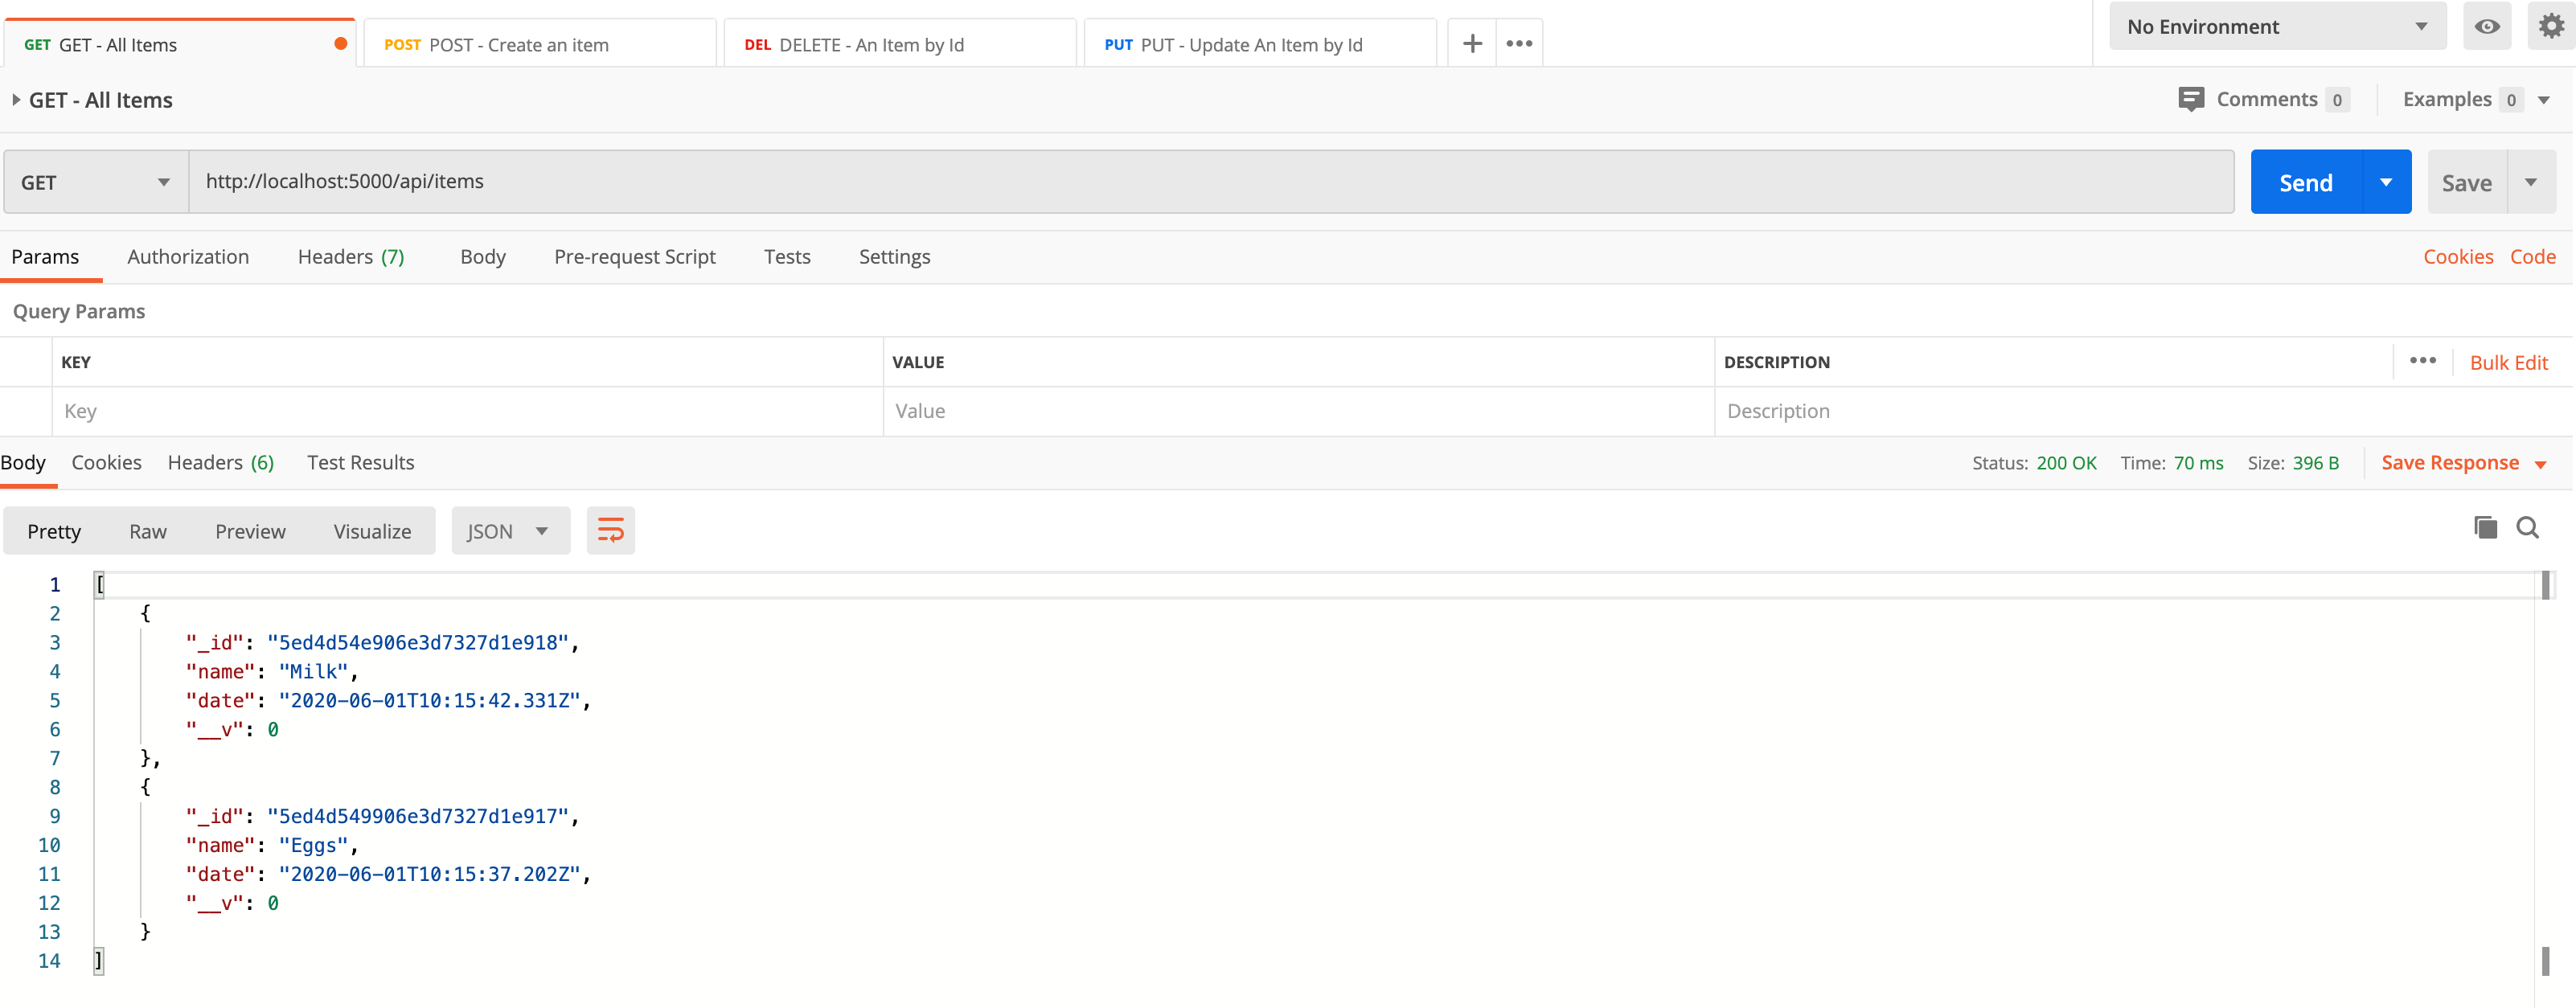 GET GET - All Items POST POST - Create an item DEL DELETE - An Item by Id PUT PUT - Update An Item by Id No Environment
GET - All Items Comments 0 Examples 0
GET http://localhost:5000/api/items Send Save
Params Authorization Headers (7) Body Pre-request Script Tests Settings Cookies Code
Query Params
KEY VALUE DESCRIPTION Bulk Edit
Key Value Description
Body Cookies Headers (6) Test Results Status: 200 OK Time: 70 ms Size: 396 B Save Response
Pretty Raw Preview Visualize JSON
1 [
2 {
3 "_id": "5ed4d54e906e3d7327d1e918",
4 "name": "Milk",
5 "date": "2020-06-01T10:15:42.331Z",
6 "__v": 0
7 },
8 {
9 "_id": "5ed4d549906e3d7327d1e917",
10 "name": "Eggs",
11 "date": "2020-06-01T10:15:37.202Z",
12 "__v": 0
13 }
14 ]